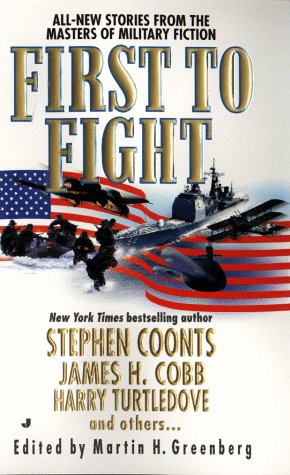 ALL-NEW STORIES FROM THE
MASTERS OF MILITARY FICTION
FIRST TO
FIGHT
New York Times bestselling author
STEPHEN COONTS
JAMES H. COBB
HARRY TURTLEDOVE
and others...
J
Edited by Martin H. Greenberg